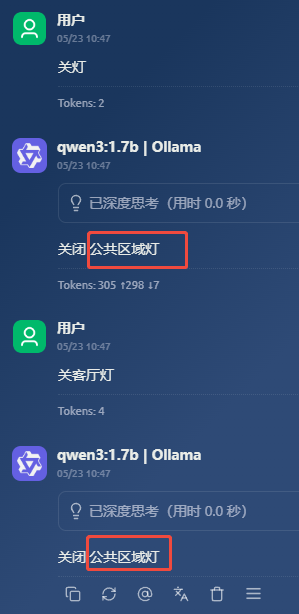 用户
05/23 10:47
关灯
Tokens: 2
qwen3:1.7b | Ollama
05/23 10:47
已深度思考（用时 0.0 秒）
关闭 公共区域灯
Tokens: 305 ↑298 ↓7
用户
05/23 10:47
关客厅灯
Tokens: 4
qwen3:1.7b | Ollama
05/23 10:47
已深度思考（用时 0.0 秒）
关闭 公共区域灯